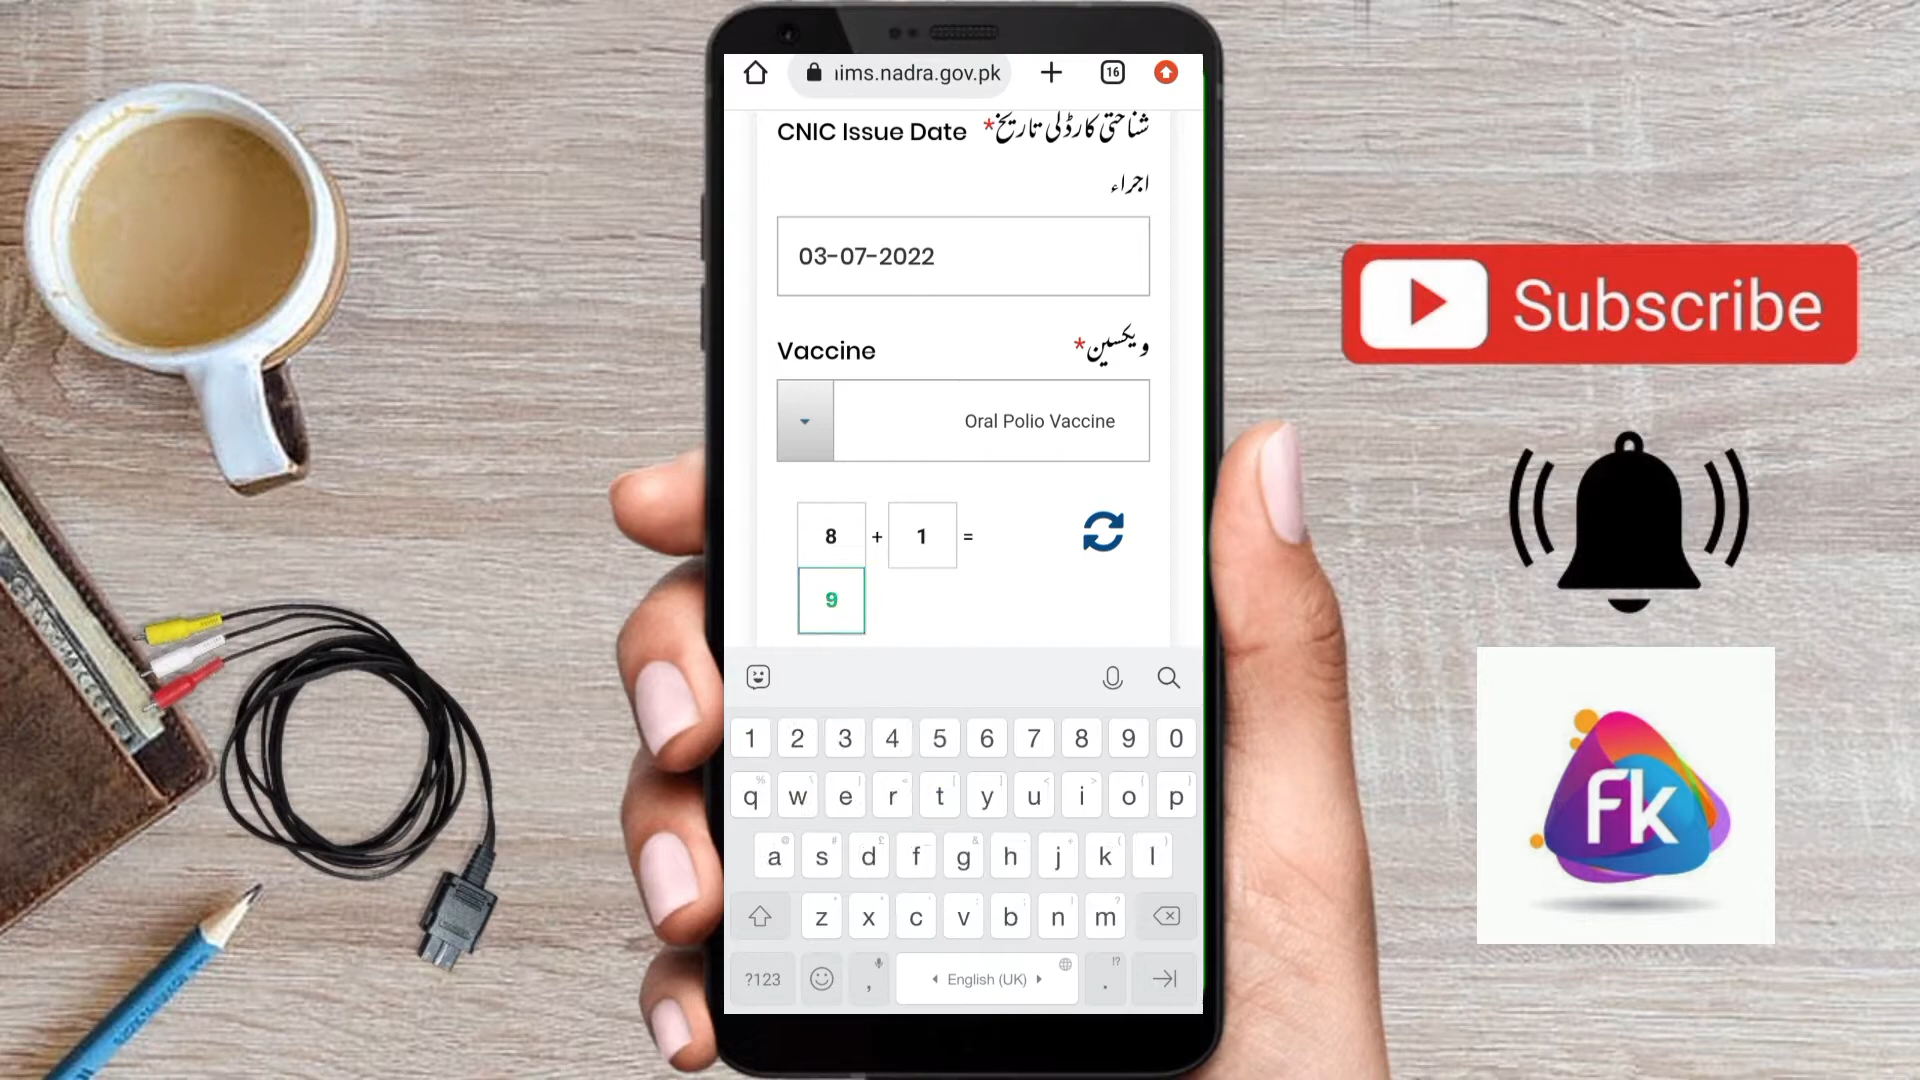 ıims.nadra.gov.pk
16
CNIC Issue Date *شناختی کارڈ کی تاریخ
اجراء
03-07-2022
Vaccine *ویکسین
Oral Polio Vaccine
8 + 1 =
9
1 2 3 4 5 6 7 8 9 0
q w e r t y u i o p
a s d f g h j k l
z x c v b n m
?123 , English (UK) .
Subscribe
Fk